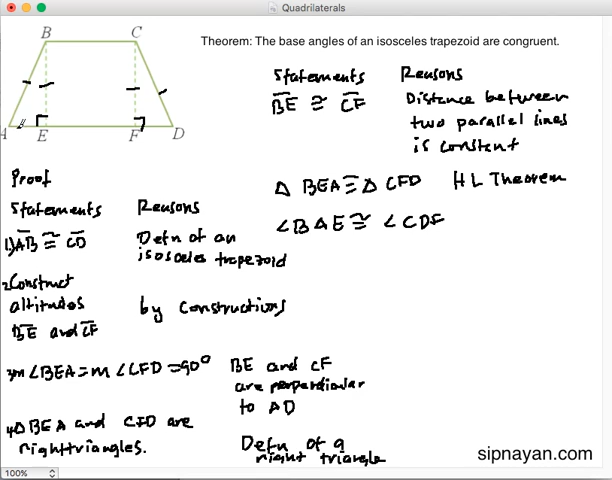 Quadrilaterals
Theorem: The base angles of an isosceles trapezoid are congruent.
B C
A E F D
Proof
Statements Reasons
1) AB ≅ CD Defn of an
isosceles trapezoid
2) Construct
altitudes by constructions
BE and CF
3) m∠BEA = m∠CFD = 90° BE and CF
are perpendicular
to AD
4) Δ BEA and CFD are
right triangles. Defn of a
right triangle
Statements Reasons
BE ≅ CF Distance between
two parallel lines
is constant
Δ BEA ≅ Δ CFD HL Theorem
∠BAE ≅ ∠CDF
sipnayan.com
100%